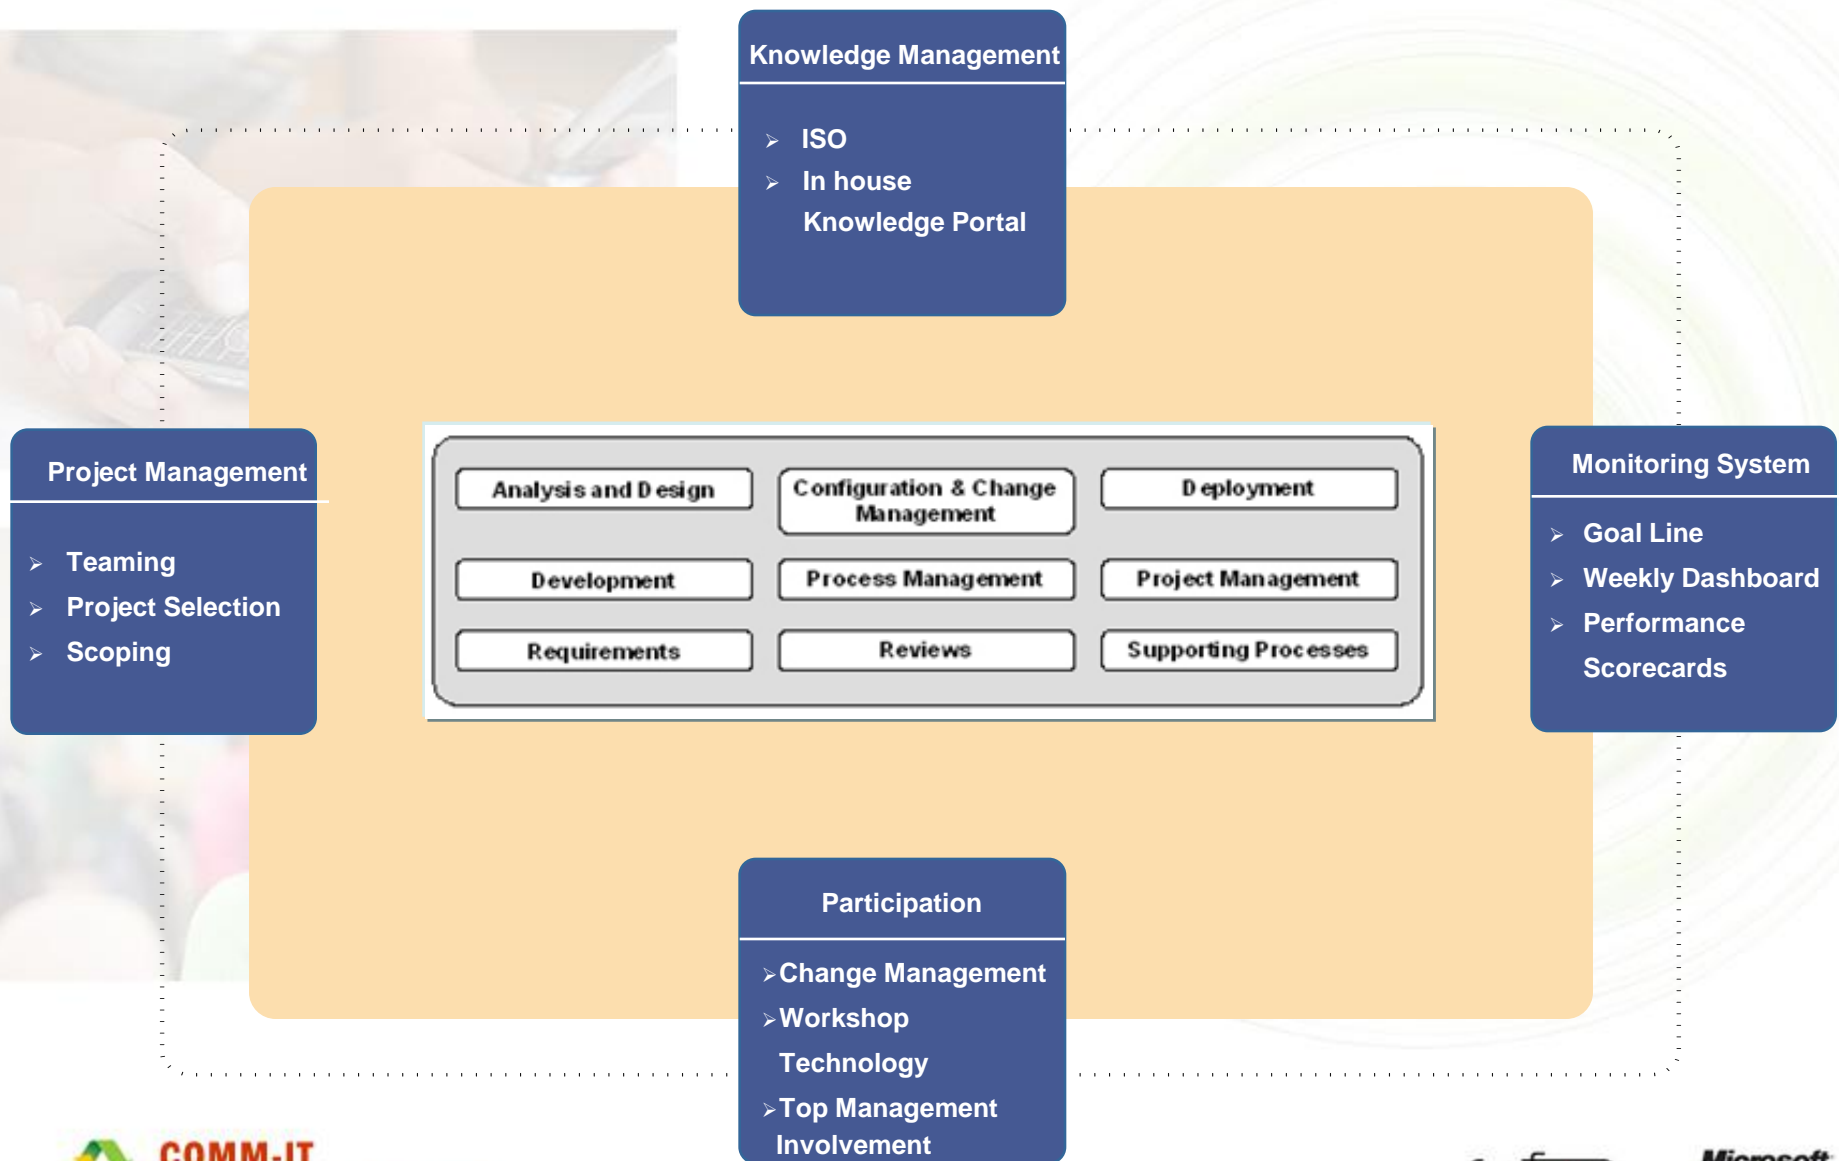 Knowledge Management
➢ ISO
➢ In house
Knowledge Portal
Project Management
➢ Teaming
➢ Project Selection
➢ Scoping
Analysis and Design
Configuration & Change
Management
Deployment
Development
Process Management
Project Management
Requirements
Reviews
Supporting Processes
Monitoring System
➢ Goal Line
➢ Weekly Dashboard
➢ Performance
Scorecards
Participation
➢Change Management
➢Workshop
Technology
➢Top Management
Involvement
COMM-IT
Microsoft